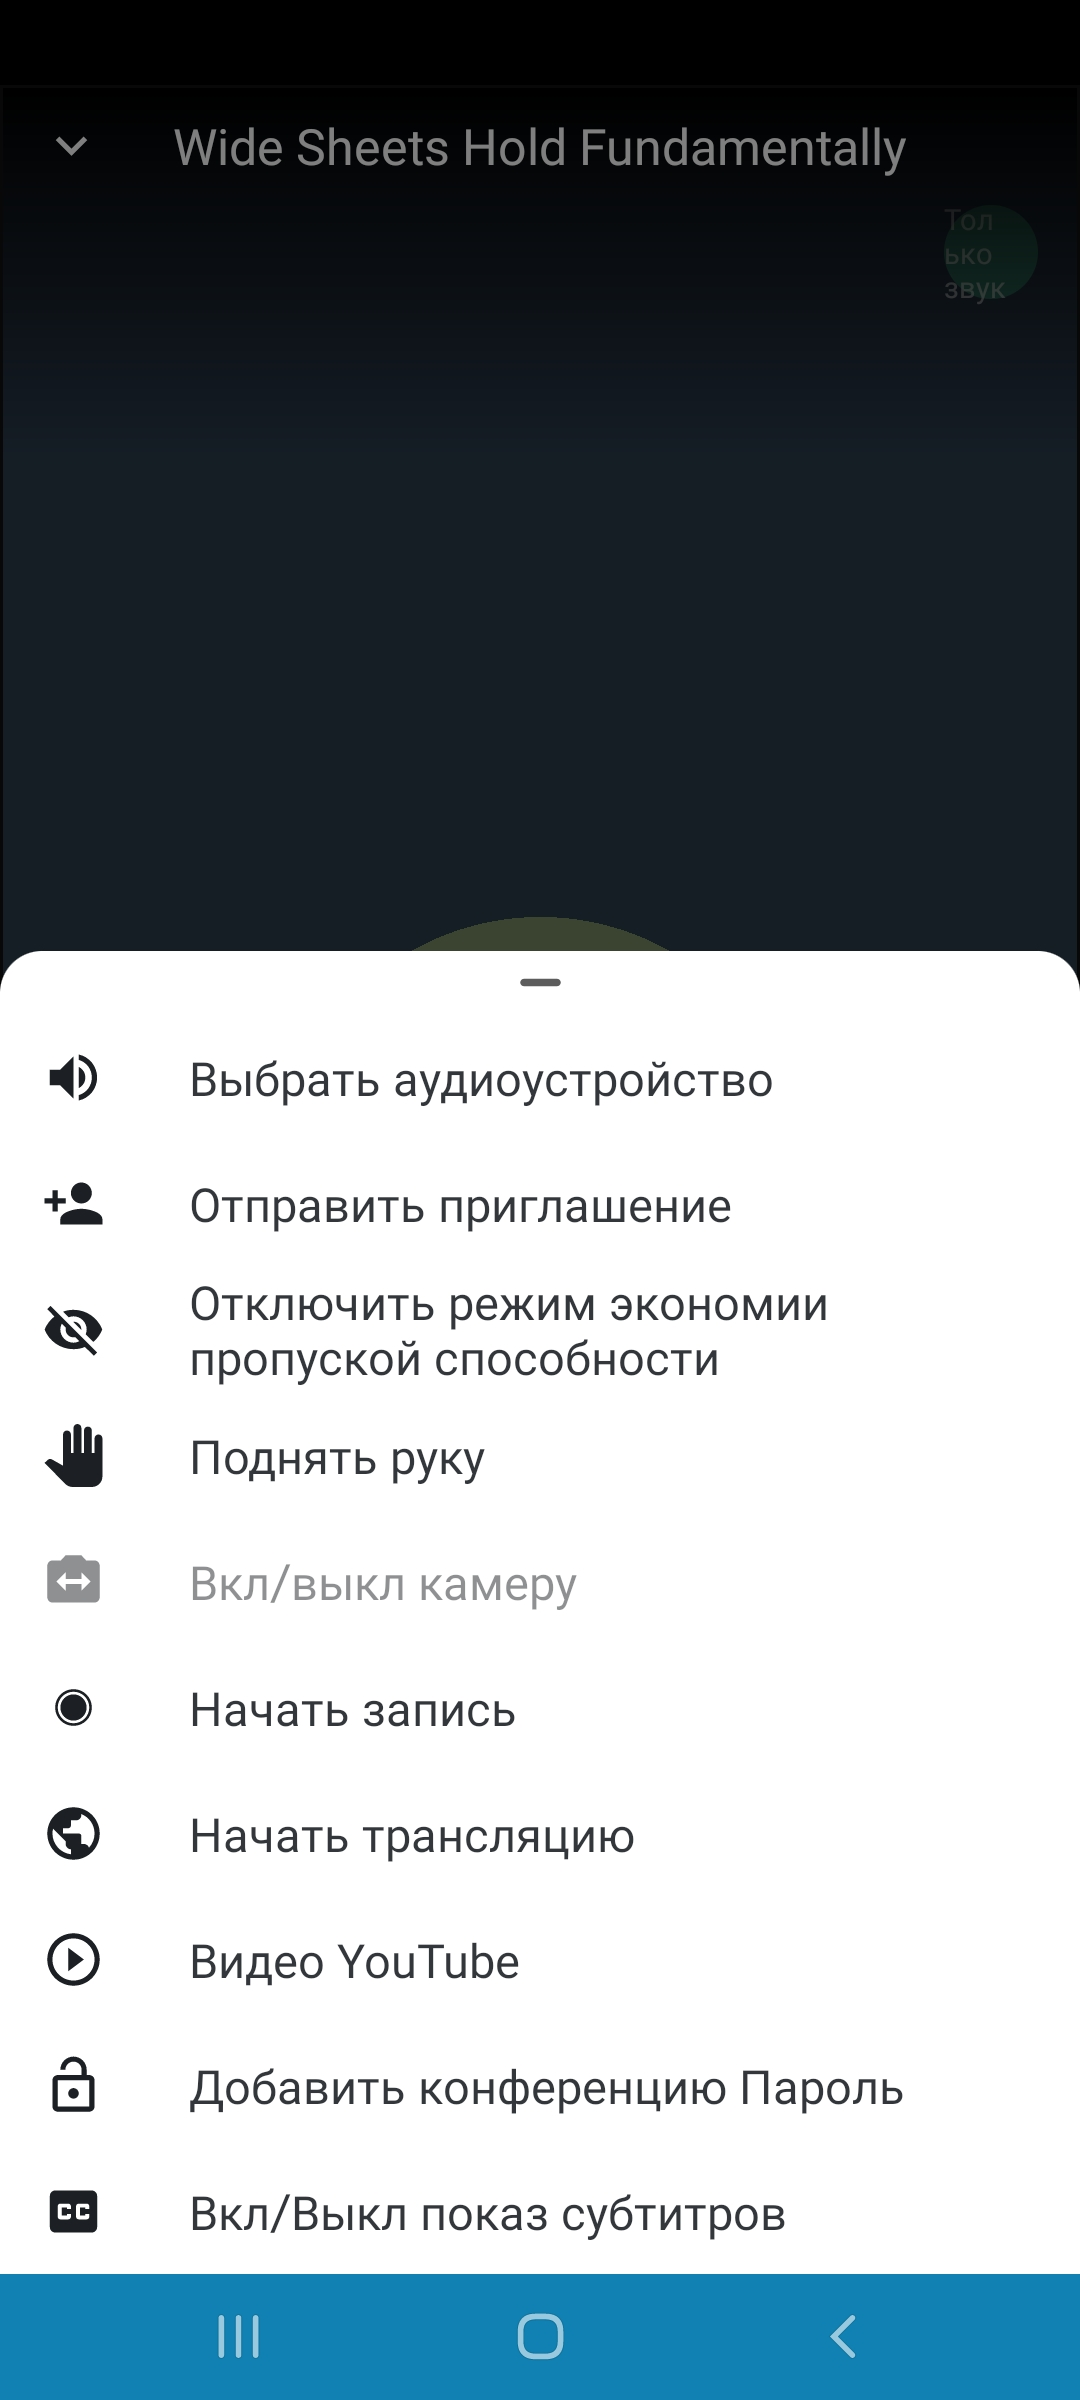 Wide Sheets Hold Fundamentally
Тол
ько
звук
Выбрать аудиоустройство
Отправить приглашение
Отключить режим экономии
пропуской способности
Поднять руку
Вкл/выкл камеру
Начать запись
Начать трансляцию
Видео YouTube
Добавить конференцию Пароль
CC
Вкл/Выкл показ субтитров